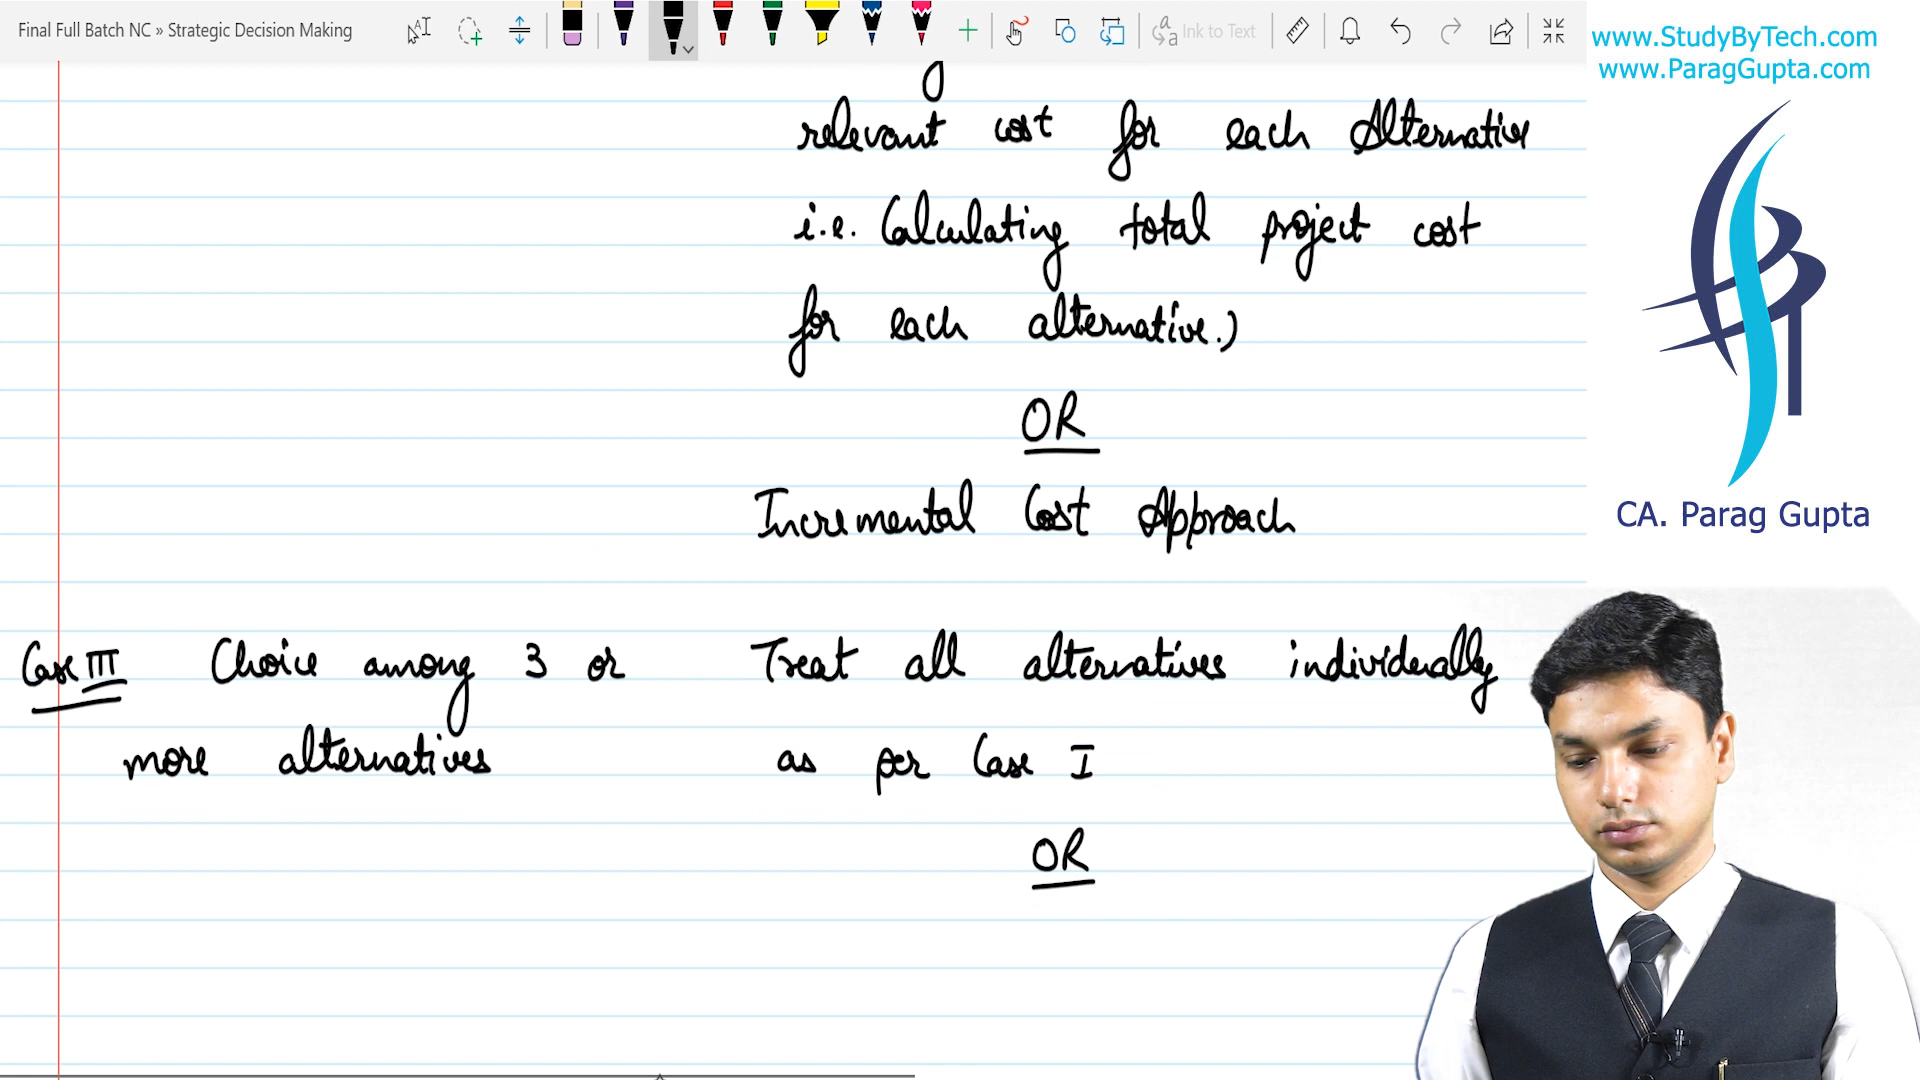 Final Full Batch NC » Strategic Decision Making
Ink to Text
www.StudyByTech.com
www.ParagGupta.com
relevant cost for each Alternative
i.e. Calculating total project cost
for each alternative.)
OR
Incremental Cost Approach
CA. Parag Gupta
Case III Choice among 3 or Treat all alternatives individually
more alternatives as per Case I
OR